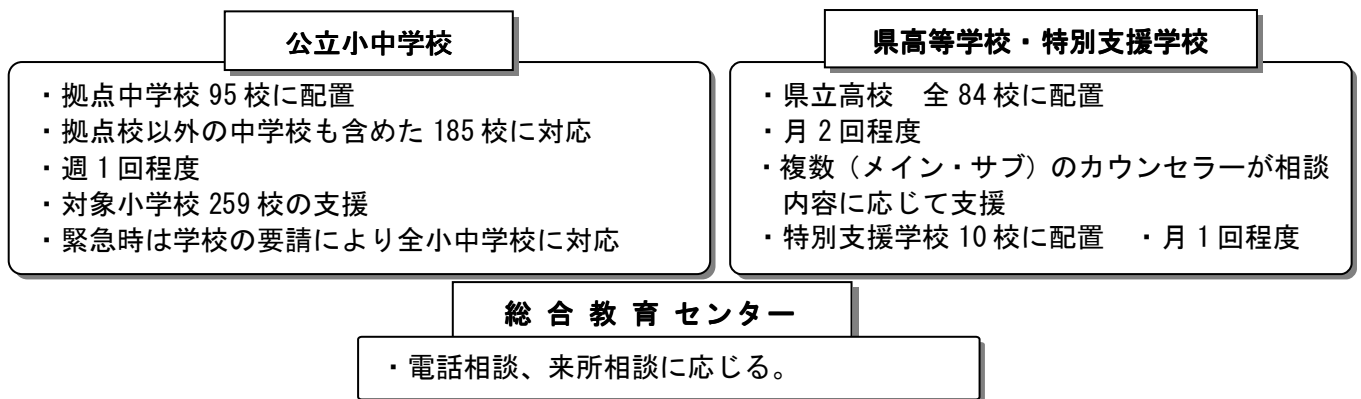 公立小中学校
・拠点中学校 95 校に配置
・拠点校以外の中学校も含めた 185 校に対応
・週 1 回程度
・対象小学校 259 校の支援
・緊急時は学校の要請により全小中学校に対応
県高等学校・特別支援学校
・県立高校　全 84 校に配置
・月 2 回程度
・複数（メイン・サブ）のカウンセラーが相談
内容に応じて支援
・特別支援学校 10 校に配置　・月 1 回程度
総 合 教 育 センター
・電話相談、来所相談に応じる。